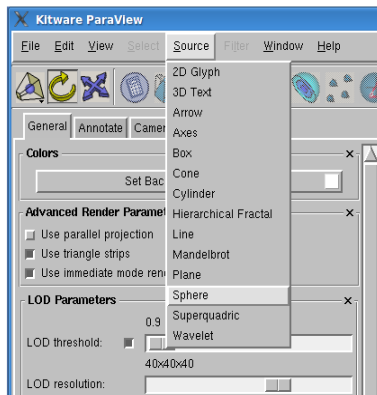 Kitware ParaView
File Edit View Select Source Filter Window Help
2D Glyph
3D Text
Arrow
Axes
Box
Cone
Cylinder
Hierarchical Fractal
Line
Mandelbrot
Plane
Sphere
Superquadric
Wavelet
General Annotate Camer
Colors
Set Bac
Advanced Render Paramet
Use parallel projection
Use triangle strips
Use immediate mode ren
LOD Parameters
0.9
LOD threshold:
40x40x40
LOD resolution: